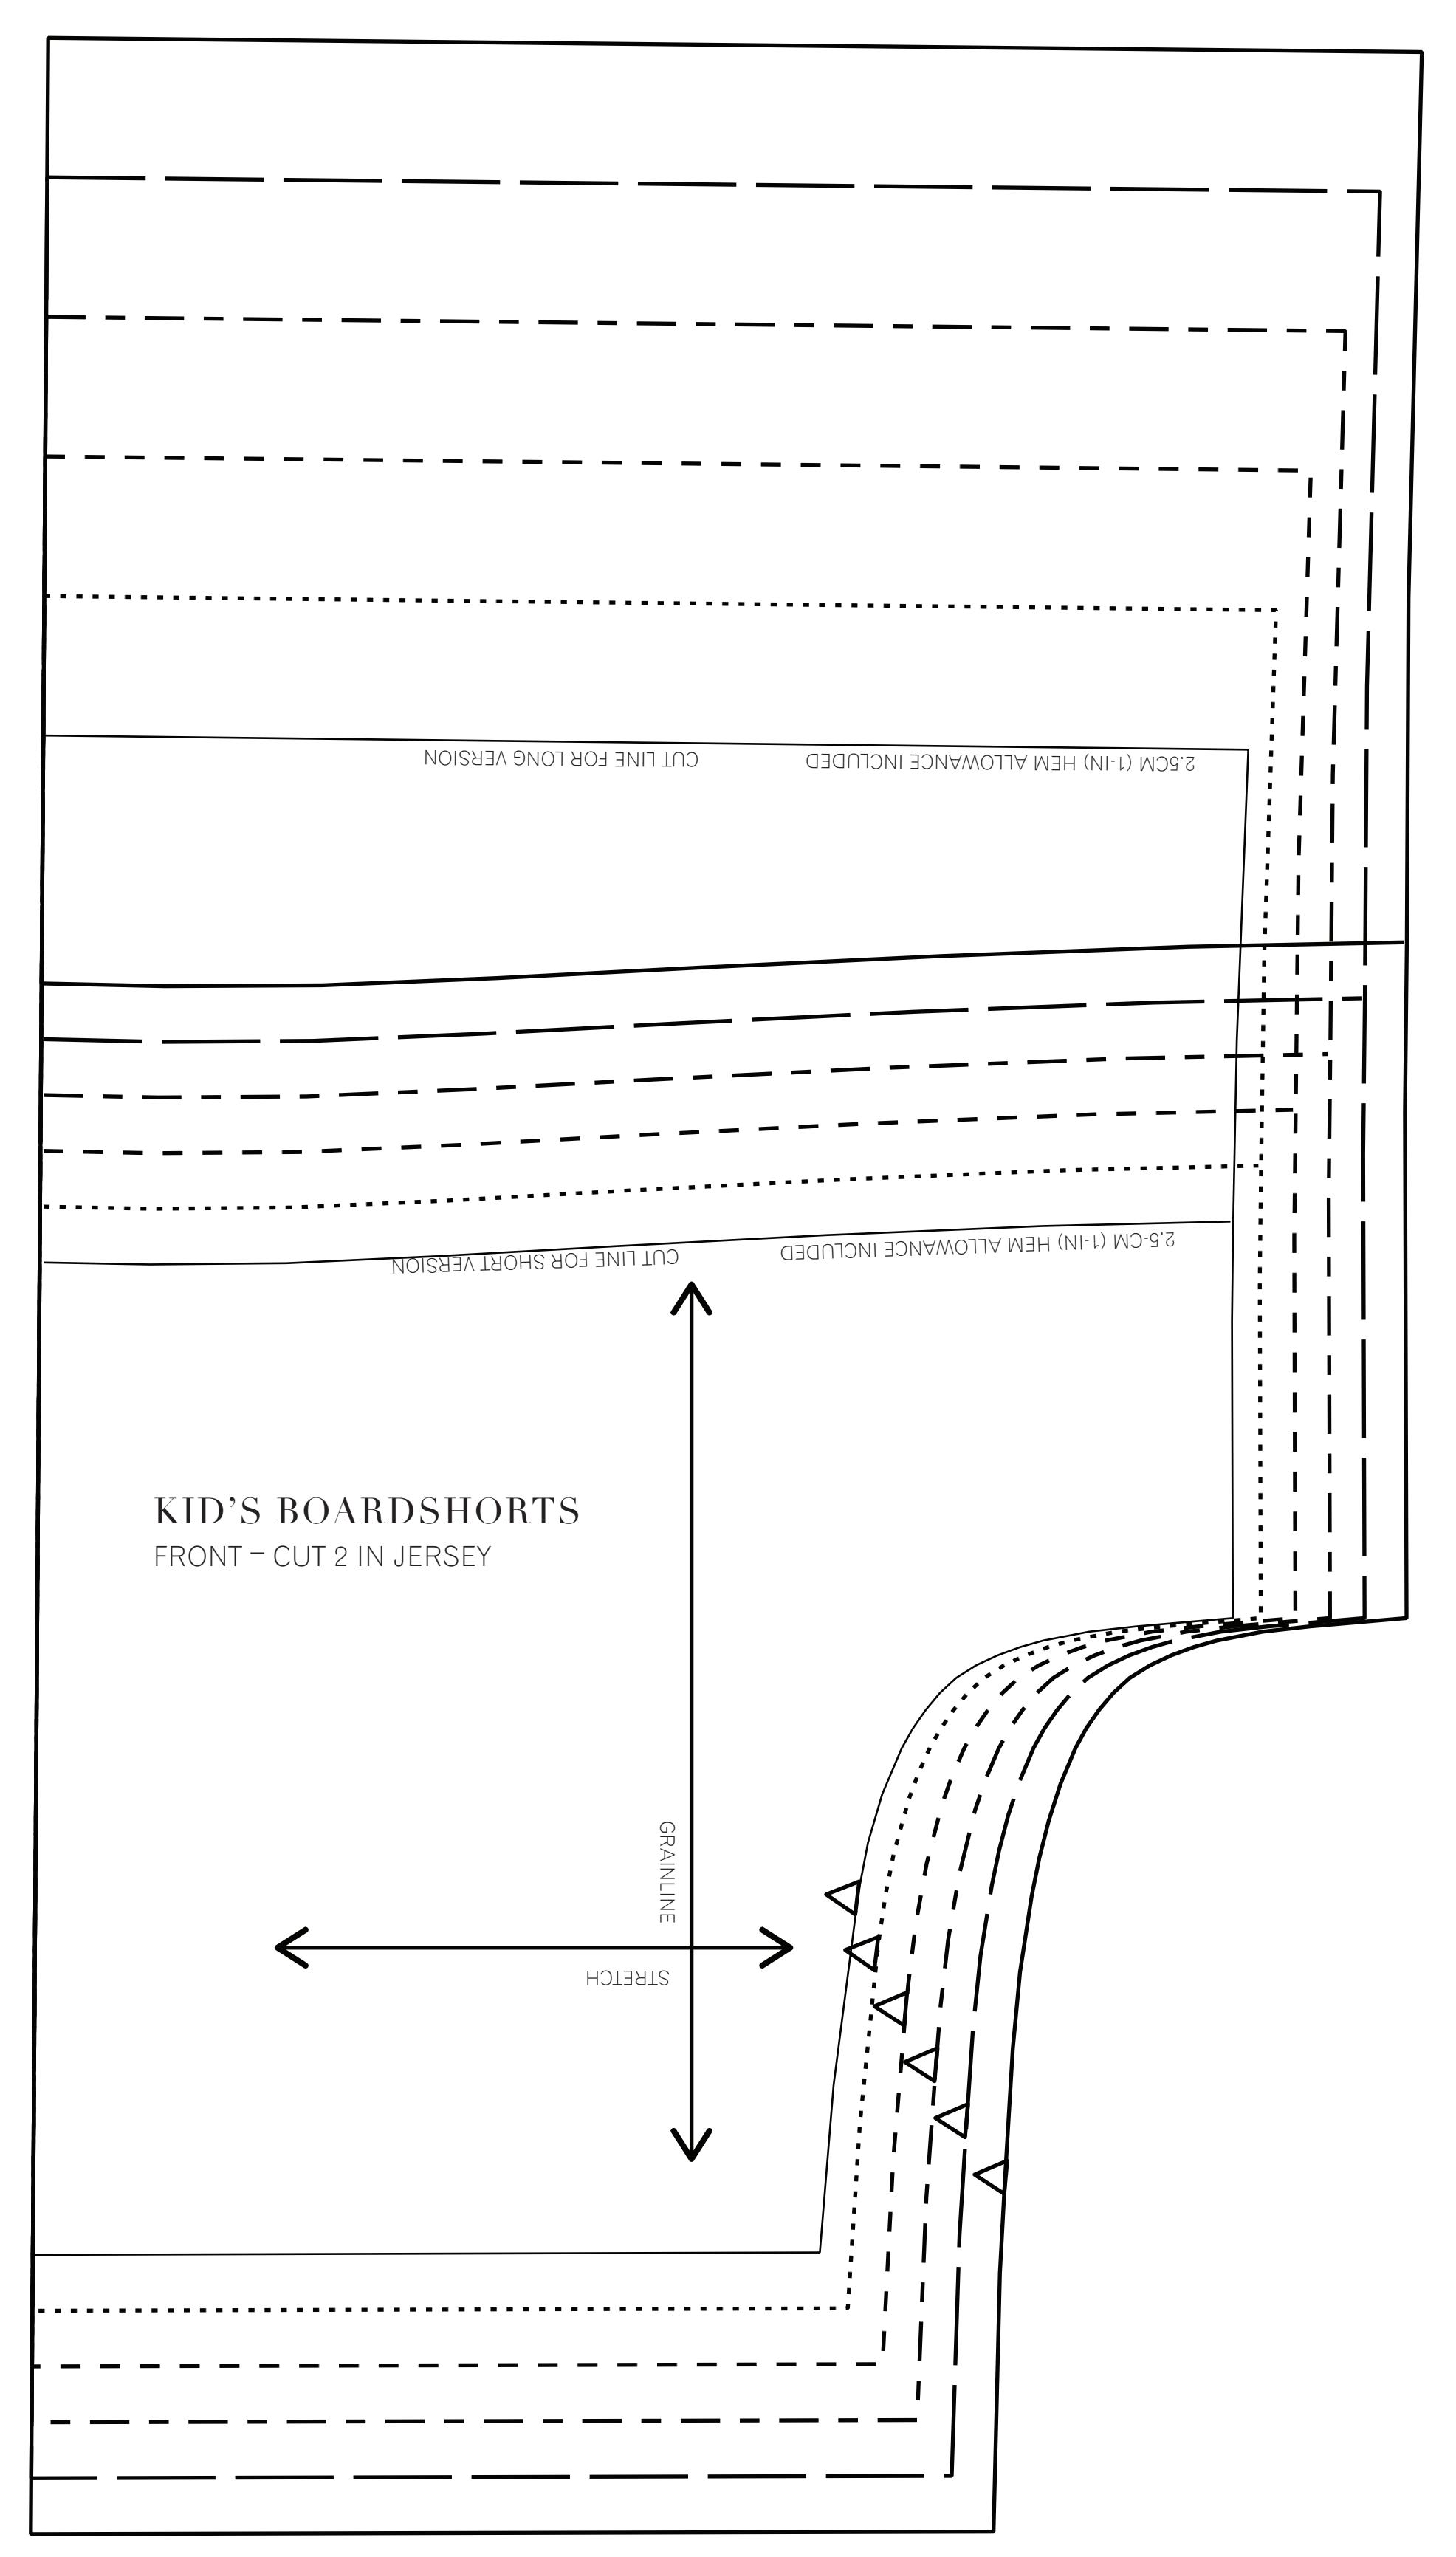 CUT LINE FOR LONG VERSION
2.5CM (1-IN) HEM ALLOWANCE INCLUDED
CUT LINE FOR SHORT VERSION
2.5-CM (1-IN) HEM ALLOWANCE INCLUDED
KID'S BOARDSHORTS
FRONT – CUT 2 IN JERSEY
GRAINLINE
STRETCH